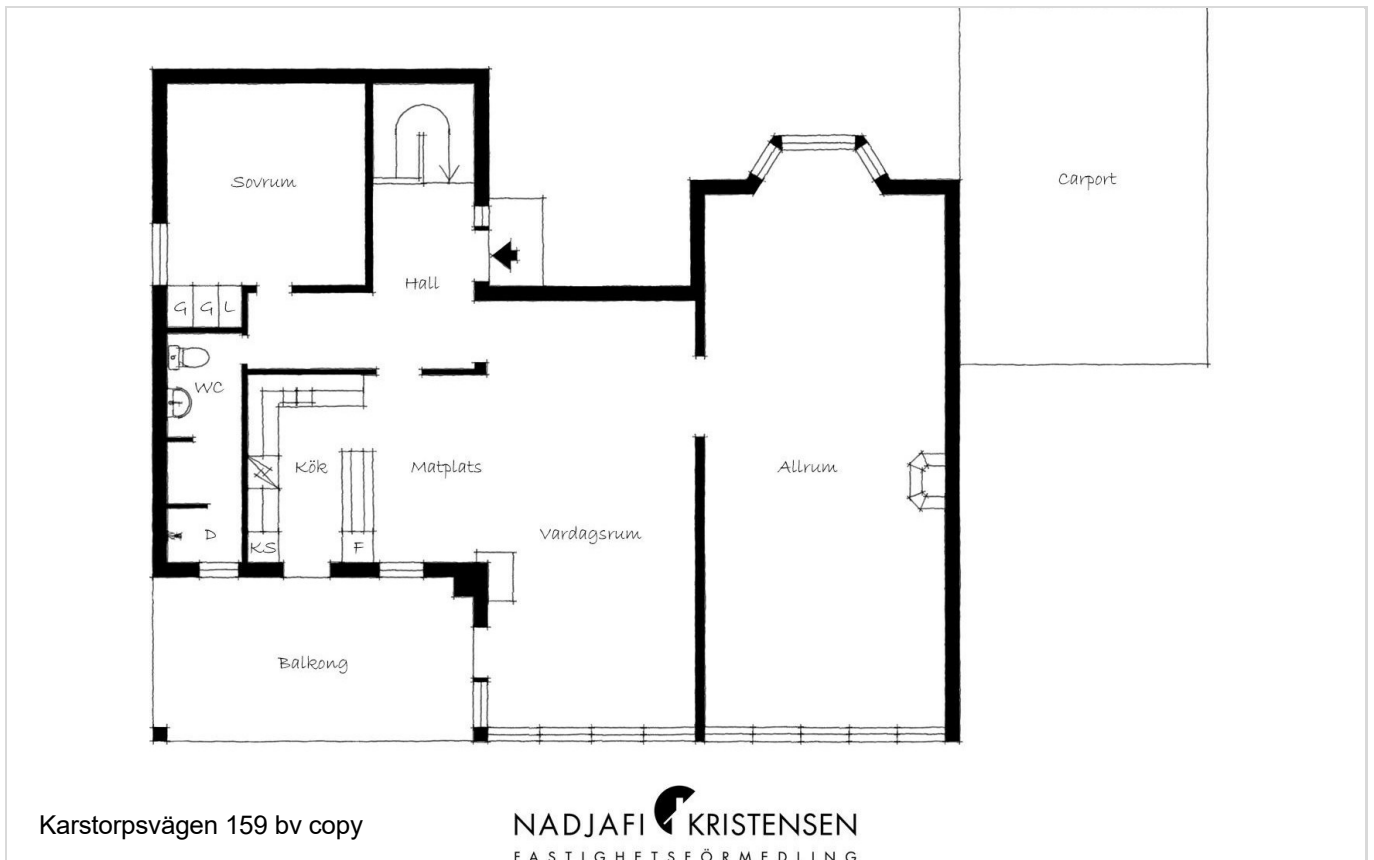 Sovrum
Carport
Hall
G G L
WC
Kök
Matplats
Allrum
Vardagsrum
D
KS
F
Balkong
Karstorpsvägen 159 bv copy
NADJAFI KRISTENSEN
FASTIGHETSFÖRMEDLING